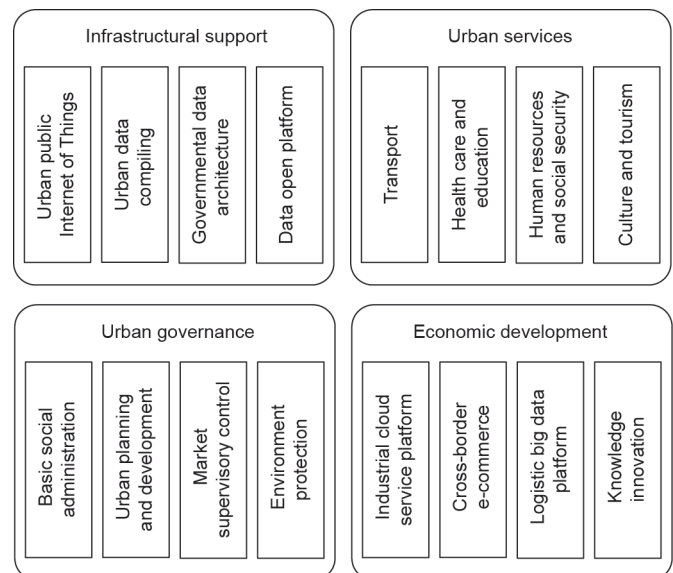 Infrastructural support
Urban public
Internet of Things
Urban data
compiling
Governmental data
architecture
Data open platform
Urban services
Transport
Health care and
education
Human resources
and social security
Culture and tourism
Urban governance
Basic social
administration
Urban planning
and development
Market
supervisory control
Environment
protection
Economic development
Industrial cloud
service platform
Cross-border
e-commerce
Logistic big data
platform
Knowledge
innovation